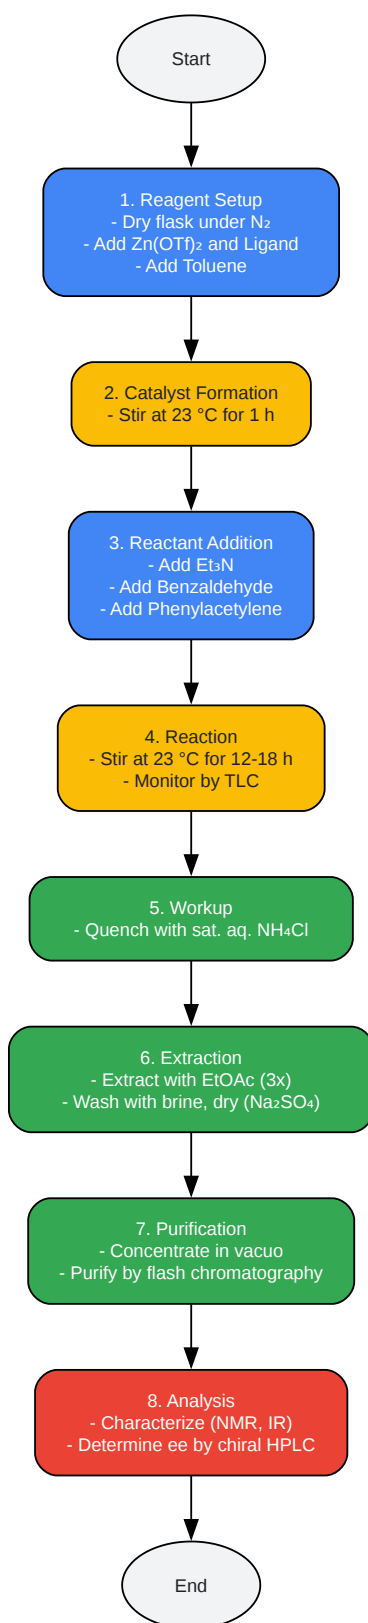 Start
1. Reagent Setup
- Dry flask under N₂
- Add Zn(OTf)₂ and Ligand
- Add Toluene
2. Catalyst Formation
- Stir at 23 °C for 1 h
3. Reactant Addition
- Add Et₃N
- Add Benzaldehyde
- Add Phenylacetylene
4. Reaction
- Stir at 23 °C for 12-18 h
- Monitor by TLC
5. Workup
- Quench with sat. aq. NH₄Cl
6. Extraction
- Extract with EtOAc (3x)
- Wash with brine, dry (Na₂SO₄)
7. Purification
- Concentrate in vacuo
- Purify by flash chromatography
8. Analysis
- Characterize (NMR, IR)
- Determine ee by chiral HPLC
End